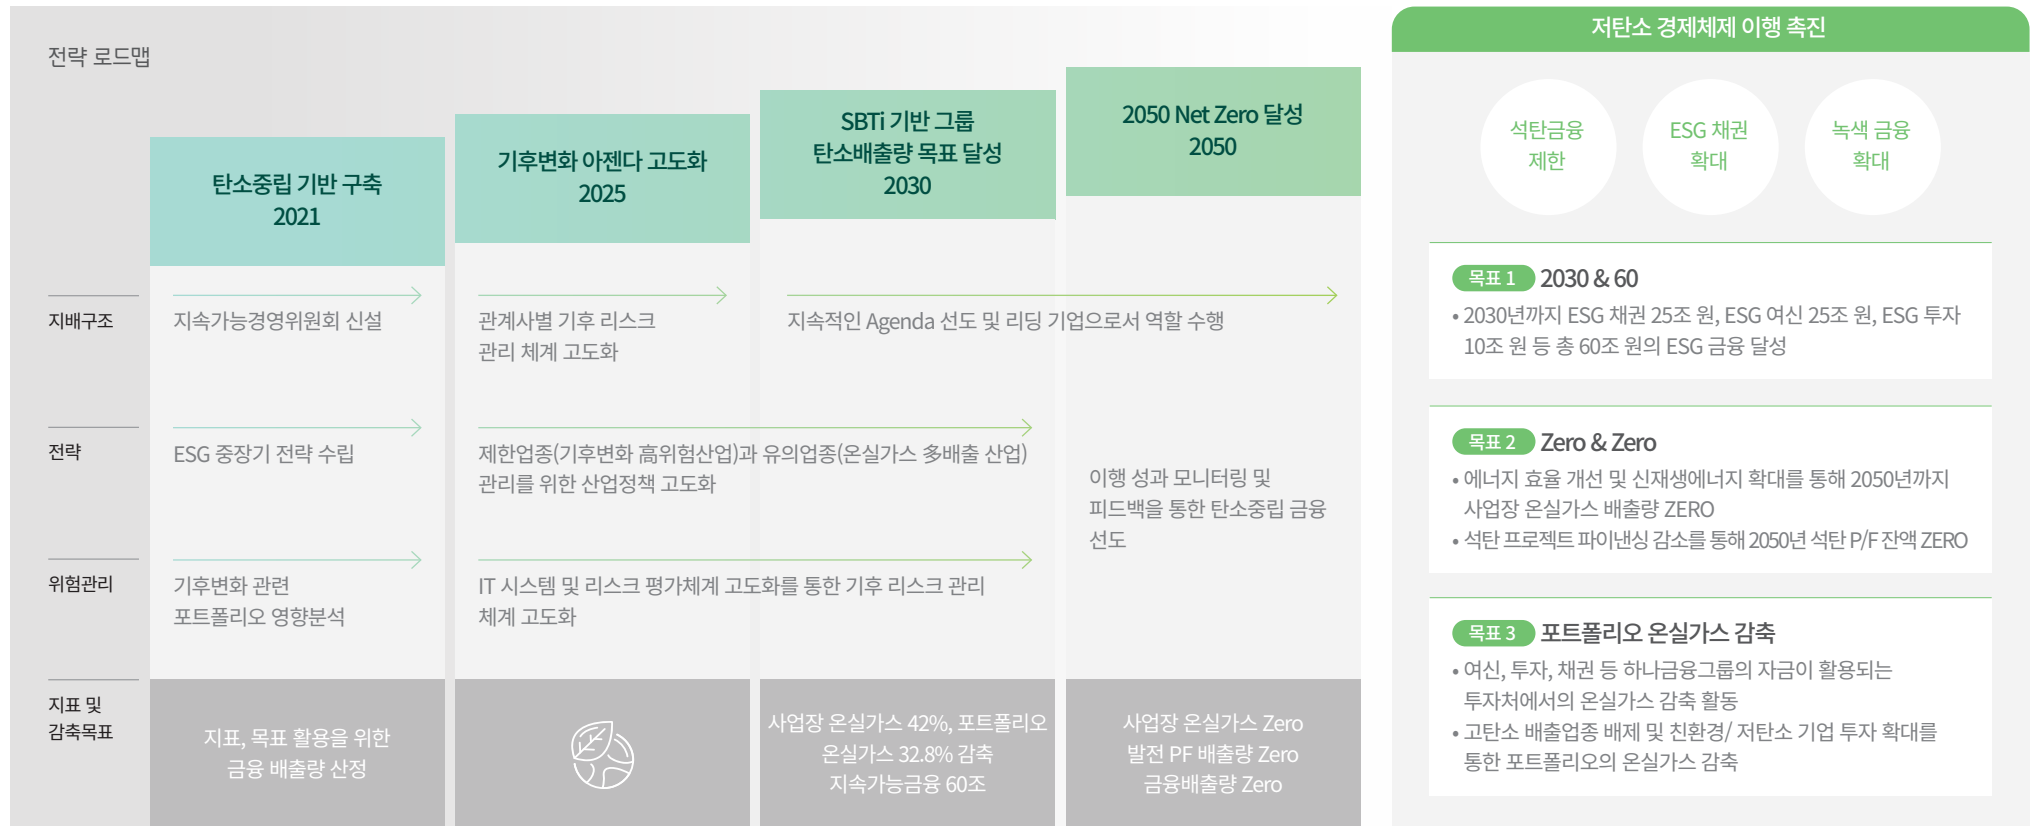 전략 로드맵
탄소중립 기반 구축
2021
기후변화 아젠다 고도화
2025
SBTi 기반 그룹
탄소배출량 목표 달성
2030
2050 Net Zero 달성
2050
지배구조
지속가능경영위원회 신설
관계사별 기후 리스크
관리 체계 고도화
지속적인 Agenda 선도 및 리딩 기업으로서 역할 수행
전략
ESG 중장기 전략 수립
제한업종(기후변화 高위험산업)과 유의업종(온실가스 多배출 산업)
관리를 위한 산업정책 고도화
이행 성과 모니터링 및
피드백을 통한 탄소중립 금융
선도
위험관리
기후변화 관련
포트폴리오 영향분석
IT 시스템 및 리스크 평가체계 고도화를 통한 기후 리스크 관리
체계 고도화
지표 및
감축목표
지표, 목표 활용을 위한
금융 배출량 산정
사업장 온실가스 42%, 포트폴리오
온실가스 32.8% 감축
지속가능금융 60조
사업장 온실가스 Zero
발전 PF 배출량 Zero
금융배출량 Zero
저탄소 경제체제 이행 촉진
석탄금융
제한
ESG 채권
확대
녹색 금융
확대
목표 1 2030 & 60
• 2030년까지 ESG 채권 25조 원, ESG 여신 25조 원, ESG 투자
10조 원 등 총 60조 원의 ESG 금융 달성
목표 2 Zero & Zero
• 에너지 효율 개선 및 신재생에너지 확대를 통해 2050년까지
사업장 온실가스 배출량 ZERO
• 석탄 프로젝트 파이낸싱 감소를 통해 2050년 석탄 P/F 잔액 ZERO
목표 3 포트폴리오 온실가스 감축
• 여신, 투자, 채권 등 하나금융그룹의 자금이 활용되는
투자처에서의 온실가스 감축 활동
• 고탄소 배출업종 배제 및 친환경/ 저탄소 기업 투자 확대를
통한 포트폴리오의 온실가스 감축